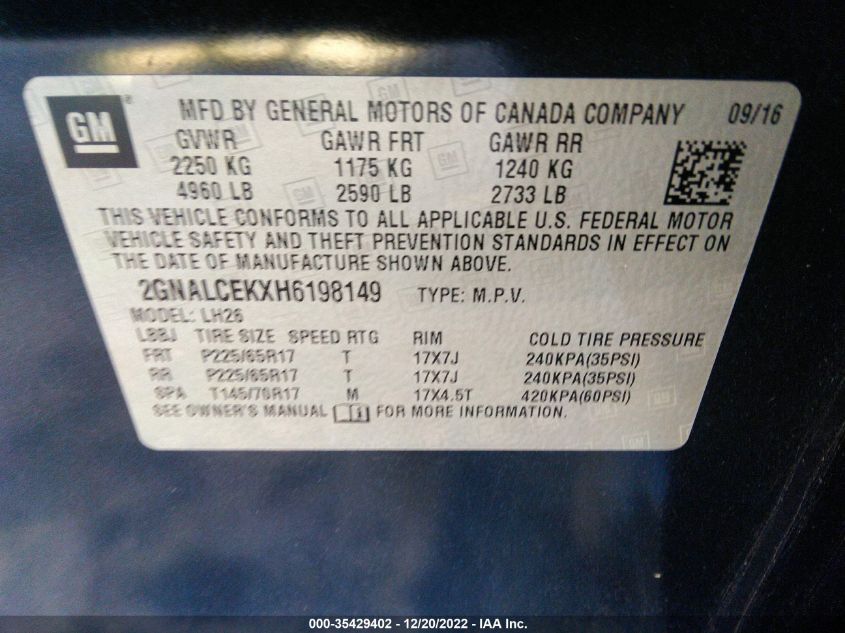 GM
MFD BY GENERAL MOTORS OF CANADA COMPANY 09/16
GVWR GAWR FRT GAWR RR
2250 KG 1175 KG 1240 KG
4960 LB 2590 LB 2733 LB
THIS VEHICLE CONFORMS TO ALL APPLICABLE U.S. FEDERAL MOTOR
VEHICLE SAFETY AND THEFT PREVENTION STANDARDS IN EFFECT ON
THE DATE OF MANUFACTURE SHOWN ABOVE.
2GNALCEKXH6198149 TYPE: M.P.V.
MODEL: LH26
LBBJ TIRE SIZE SPEED RTG RIM COLD TIRE PRESSURE
FRT P225/65R17 T 17X7J 240KPA(35PSI)
RR P225/65R17 T 17X7J 240KPA(35PSI)
SPA T145/70R17 M 17X4.5T 420KPA(60PSI)
SEE OWNER'S MANUAL FOR MORE INFORMATION.
000-35429402 - 12/20/2022 - IAA Inc.